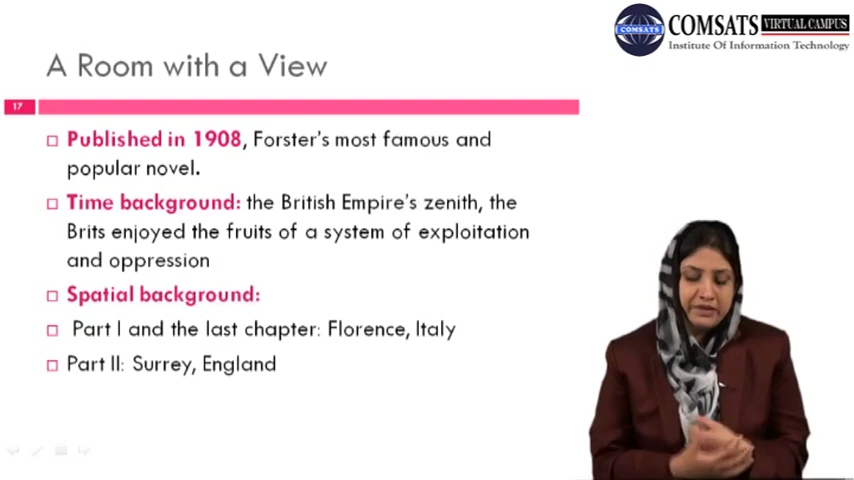 COMSATS VIRTUAL CAMPUS
Institute Of Information Technology
COMSATS
A Room with a View
17
Published in 1908, Forster's most famous and
popular novel.
Time background: the British Empire's zenith, the
Brits enjoyed the fruits of a system of exploitation
and oppression
Spatial background:
Part I and the last chapter: Florence, Italy
Part II: Surrey, England